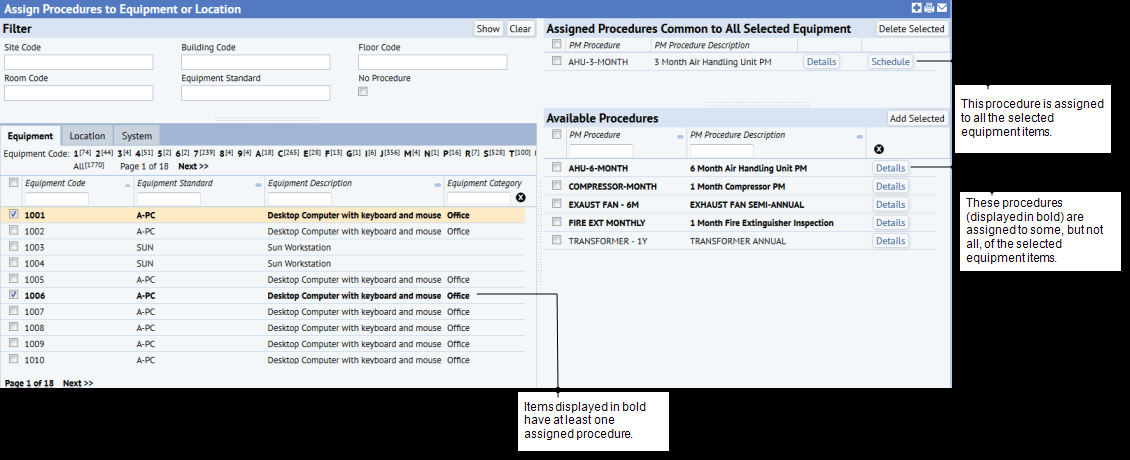 Assign Procedures to Equipment or Location
Filter
Show Clear
Site Code Building Code Floor Code
Room Code Equipment Standard No Procedure
Equipment Location System
Equipment Code: 1[74] 2[44] 3[4] 4[51] 5[2] 6[2] 7[239] 8[4] 9[4] A[18] C[265] E[28] F[13] G[1] I[6] J[356] M[4] N[1] P[16] R[7] S[528] T[100]
All[1770] Page 1 of 18 Next >>
Equipment Code Equipment Standard Equipment Description Equipment Category
1001 A-PC Desktop Computer with keyboard and mouse Office
1002 A-PC Desktop Computer with keyboard and mouse Office
1003 SUN Sun Workstation
1004 SUN Sun Workstation
1005 A-PC Desktop Computer with keyboard and mouse Office
1006 A-PC Desktop Computer with keyboard and mouse Office
1007 A-PC Desktop Computer with keyboard and mouse Office
1008 A-PC Desktop Computer with keyboard and mouse Office
1009 A-PC Desktop Computer with keyboard and mouse Office
1010 A-PC Desktop Computer with keyboard and mouse Office
Page 1 of 18 Next >>
Assigned Procedures Common to All Selected Equipment Delete Selected
PM Procedure PM Procedure Description
AHU-3-MONTH 3 Month Air Handling Unit PM Details Schedule
Available Procedures Add Selected
PM Procedure PM Procedure Description
AHU-6-MONTH 6 Month Air Handling Unit PM Details
COMPRESSOR-MONTH 1 Month Compressor PM Details
EXAUST FAN - 6M EXHAUST FAN SEMI-ANNUAL Details
FIRE EXT MONTHLY 1 Month Fire Extinguisher Inspection Details
TRANSFORMER - 1Y TRANSFORMER ANNUAL Details
This procedure is assigned
to all the selected
equipment items.
These procedures
(displayed in bold) are
assigned to some, but not
all, of the selected
equipment items.
Items displayed in bold
have at least one
assigned procedure.